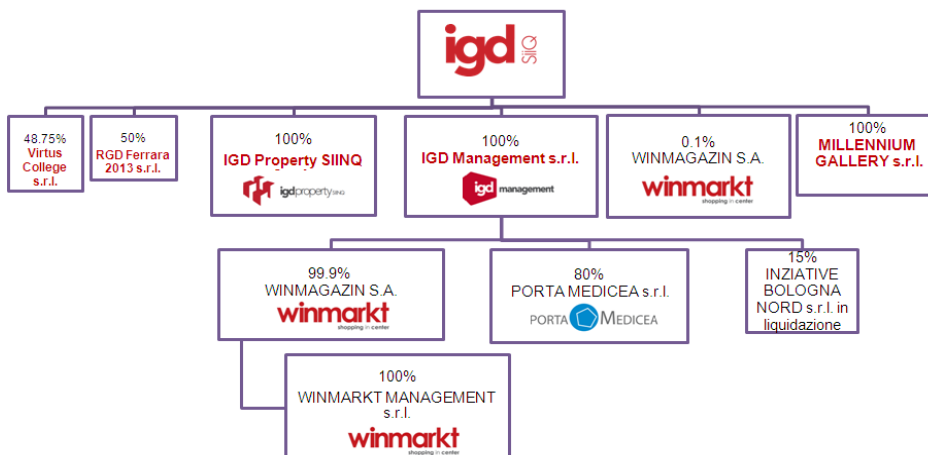 igd SIIQ
48.75%
Virtus
College
s.r.l.
50%
RGD Ferrara
2013 s.r.l.
100%
IGD Property SIINQ
igdproperty SIINQ
100%
IGD Management s.r.l.
igd management
0.1%
WINMAGAZIN S.A.
winmarkt
shopping in center
100%
MILLENNIUM
GALLERY s.r.l.
99.9%
WINMAGAZIN S.A.
winmarkt
shopping in center
80%
PORTA MEDICEA s.r.l.
PORTA MEDICEA
15%
INZIATIVE
BOLOGNA
NORD s.r.l. in
liquidazione
100%
WINMARKT MANAGEMENT
s.r.l.
winmarkt
shopping in center